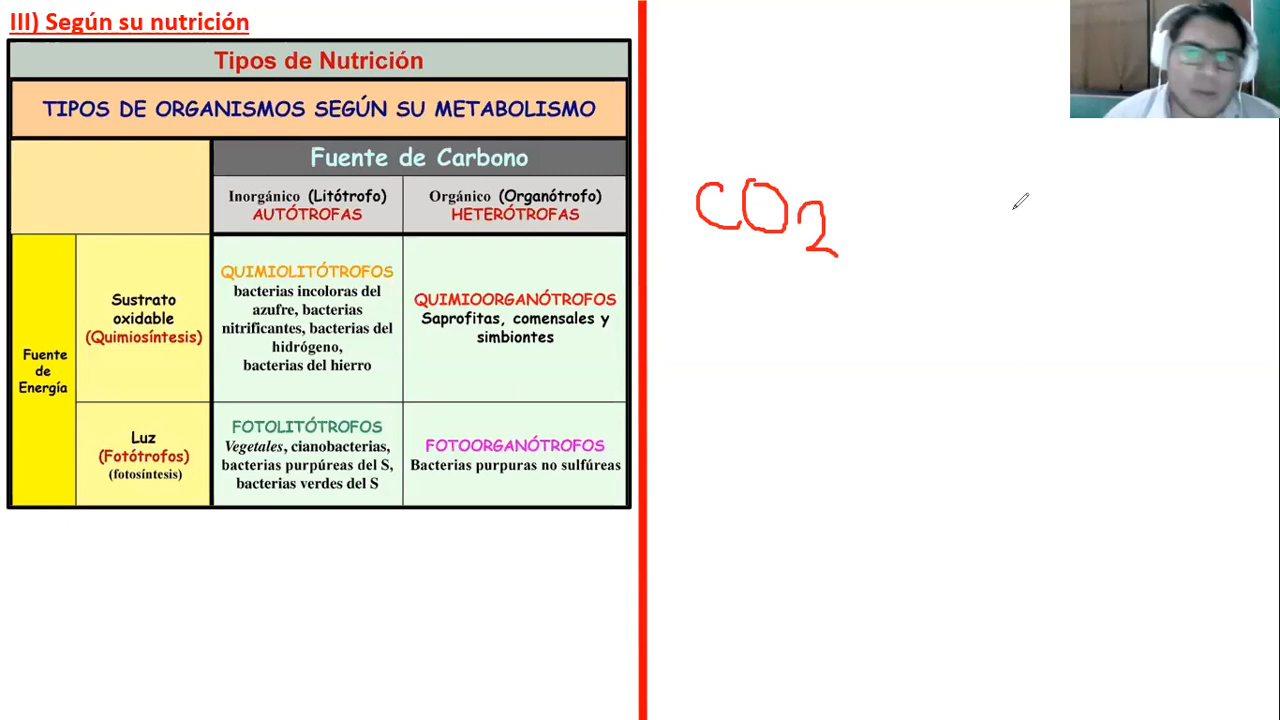 III) Según su nutrición
Tipos de Nutrición
TIPOS DE ORGANISMOS SEGÚN SU METABOLISMO
Fuente de Carbono
Inorgánico (Litótrofo)
AUTÓTROFAS
Orgánico (Organótrofo)
HETERÓTROFAS
Fuente
de
Energía
Sustrato
oxidable
(Quimiosíntesis)
QUIMIOLITÓTROFOS
bacterias incoloras del
azufre, bacterias
nitrificantes, bacterias del
hidrógeno,
bacterias del hierro
QUIMIOORGANÓTROFOS
Saprofitas, comensales y
simbiontes
Luz
(Fotótrofos)
(fotosíntesis)
FOTOLITÓTROFOS
Vegetales, cianobacterias,
bacterias purpúreas del S,
bacterias verdes del S
FOTOORGANÓTROFOS
Bacterias purpuras no sulfúreas
CO2